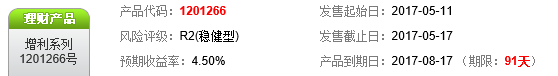 理财产品
增利系列
1201266号
产品代码：1201266
发售起始日：2017-05-11
风险评级：R2(稳健型)
发售截止日：2017-05-17
预期收益率：4.50%
产品到期日：2017-08-17 （期限：91天）